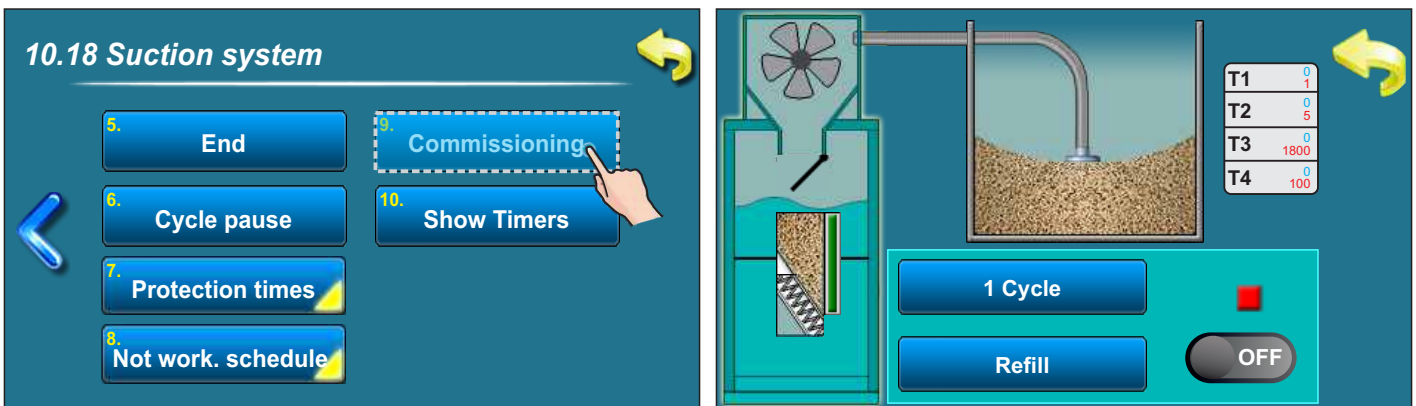 10.18 Suction system
5.
End
9.
Commissioning
6.
Cycle pause
10.
Show Timers
7.
Protection times
8.
Not work. schedule
T1 0
1
T2 0
5
T3 0
1800
T4 0
100
1 Cycle
Refill
OFF